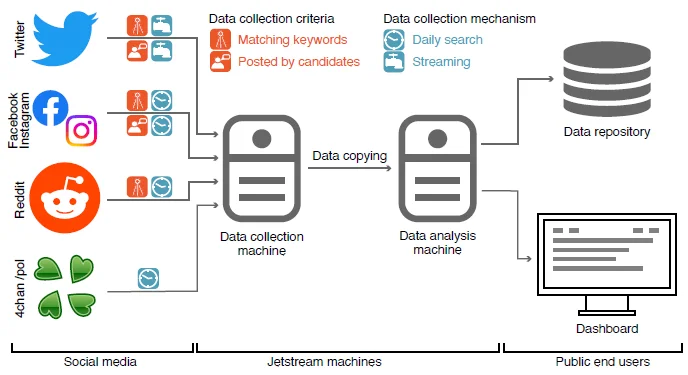 Twitter
Data collection criteria
Matching keywords
Posted by candidates
Data collection mechanism
Daily search
Streaming
Facebook
Instagram
Reddit
4chan /pol
Data copying
Data collection
machine
Data analysis
machine
Data repository
Dashboard
Social media
Jetstream machines
Public end users